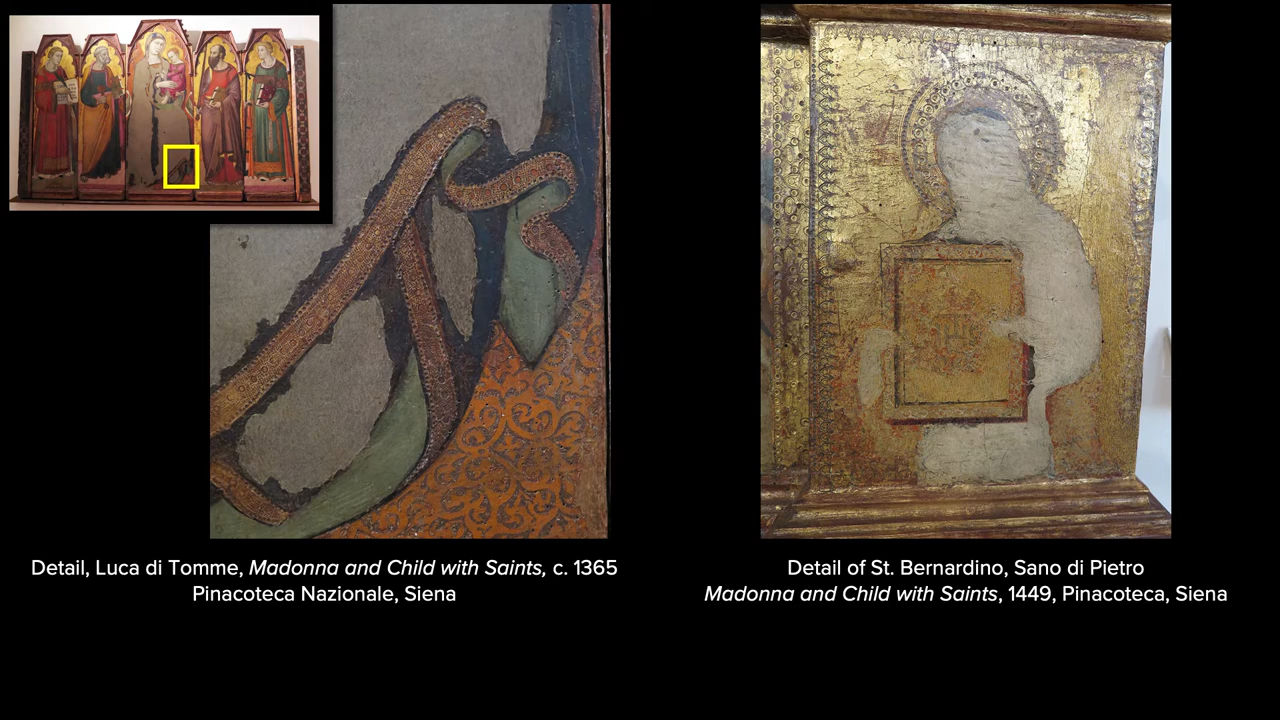 Detail, Luca di Tomme, Madonna and Child with Saints, c. 1365
Pinacoteca Nazionale, Siena
Detail of St. Bernardino, Sano di Pietro
Madonna and Child with Saints, 1449, Pinacoteca, Siena